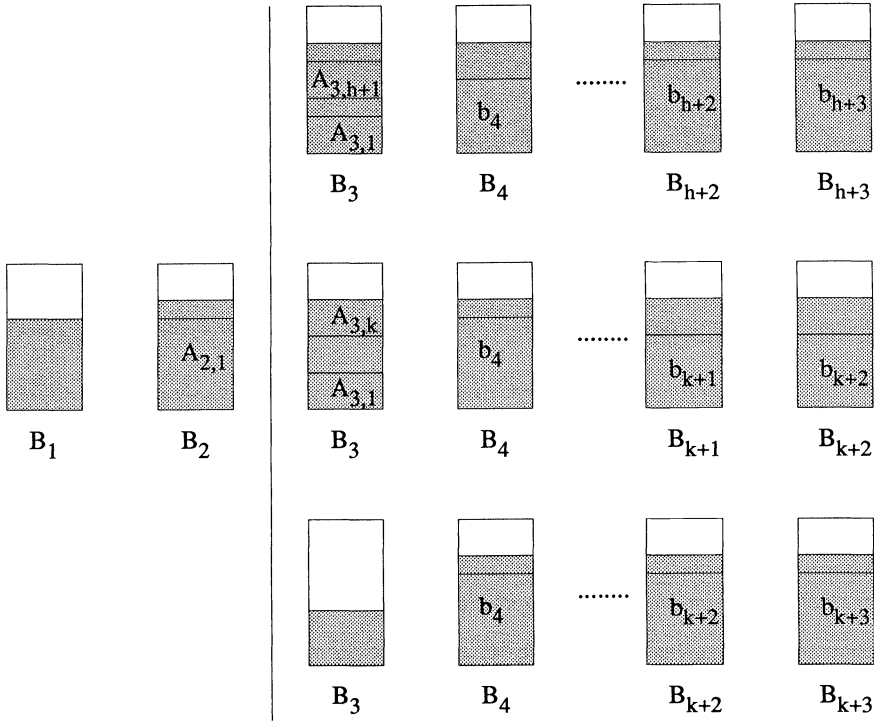 A3,h+1
A3,1
b4
........
bh+2
bh+3
B3 B4 Bh+2 Bh+3
A2,1
A3,k
A3,1
b4
........
bk+1
bk+2
B1 B2 B3 B4 Bk+1 Bk+2
b4
........
bk+2
bk+3
B3 B4 Bk+2 Bk+3